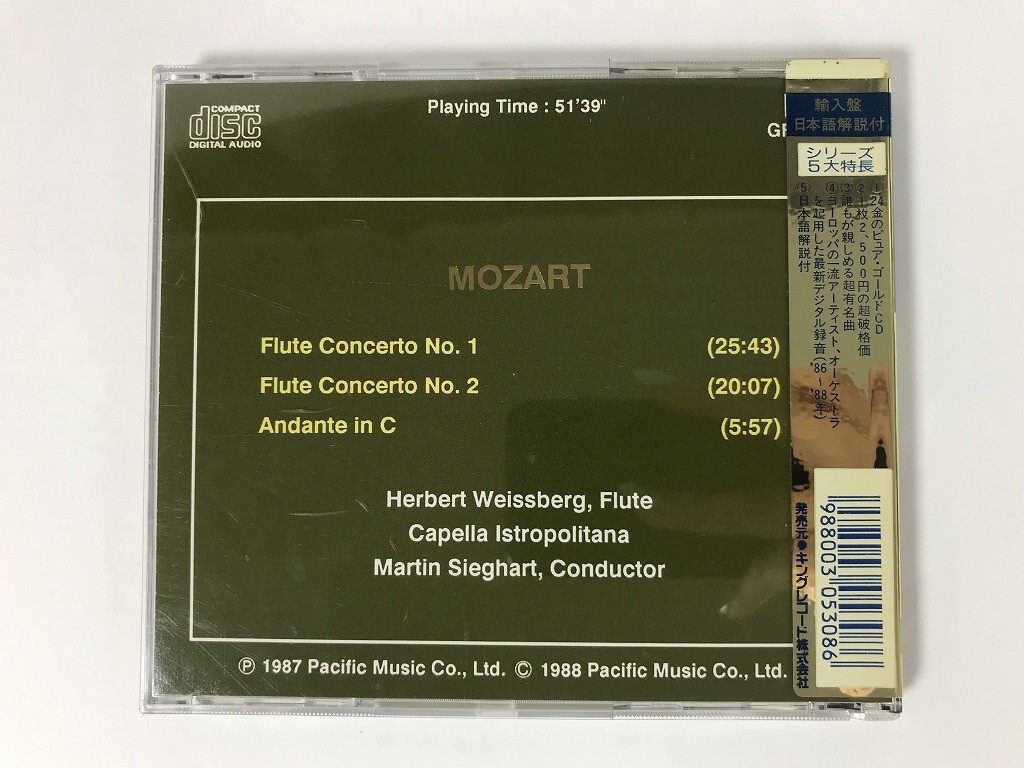 COMPACT
disc
DIGITAL AUDIO
Playing Time : 51'39"
MOZART
Flute Concerto No. 1 (25:43)
Flute Concerto No. 2 (20:07)
Andante in C (5:57)
Herbert Weissberg, Flute
Capella Istropolitana
Martin Sieghart, Conductor
℗ 1987 Pacific Music Co., Ltd. © 1988 Pacific Music Co., Ltd.
輸入盤
日本語解説付
シリーズ
5大特長
⑴24金のピュア・ゴールドCD
⑵1枚2、500円の超破格価
⑶誰もが親しめる超有名曲
⑷ヨーロッパの一流アーティスト、オーケストラ
を起用した最新デジタル録音('86~'88年)
⑸日本語解説付
988003 053086
発売元●キングレコード株式会社